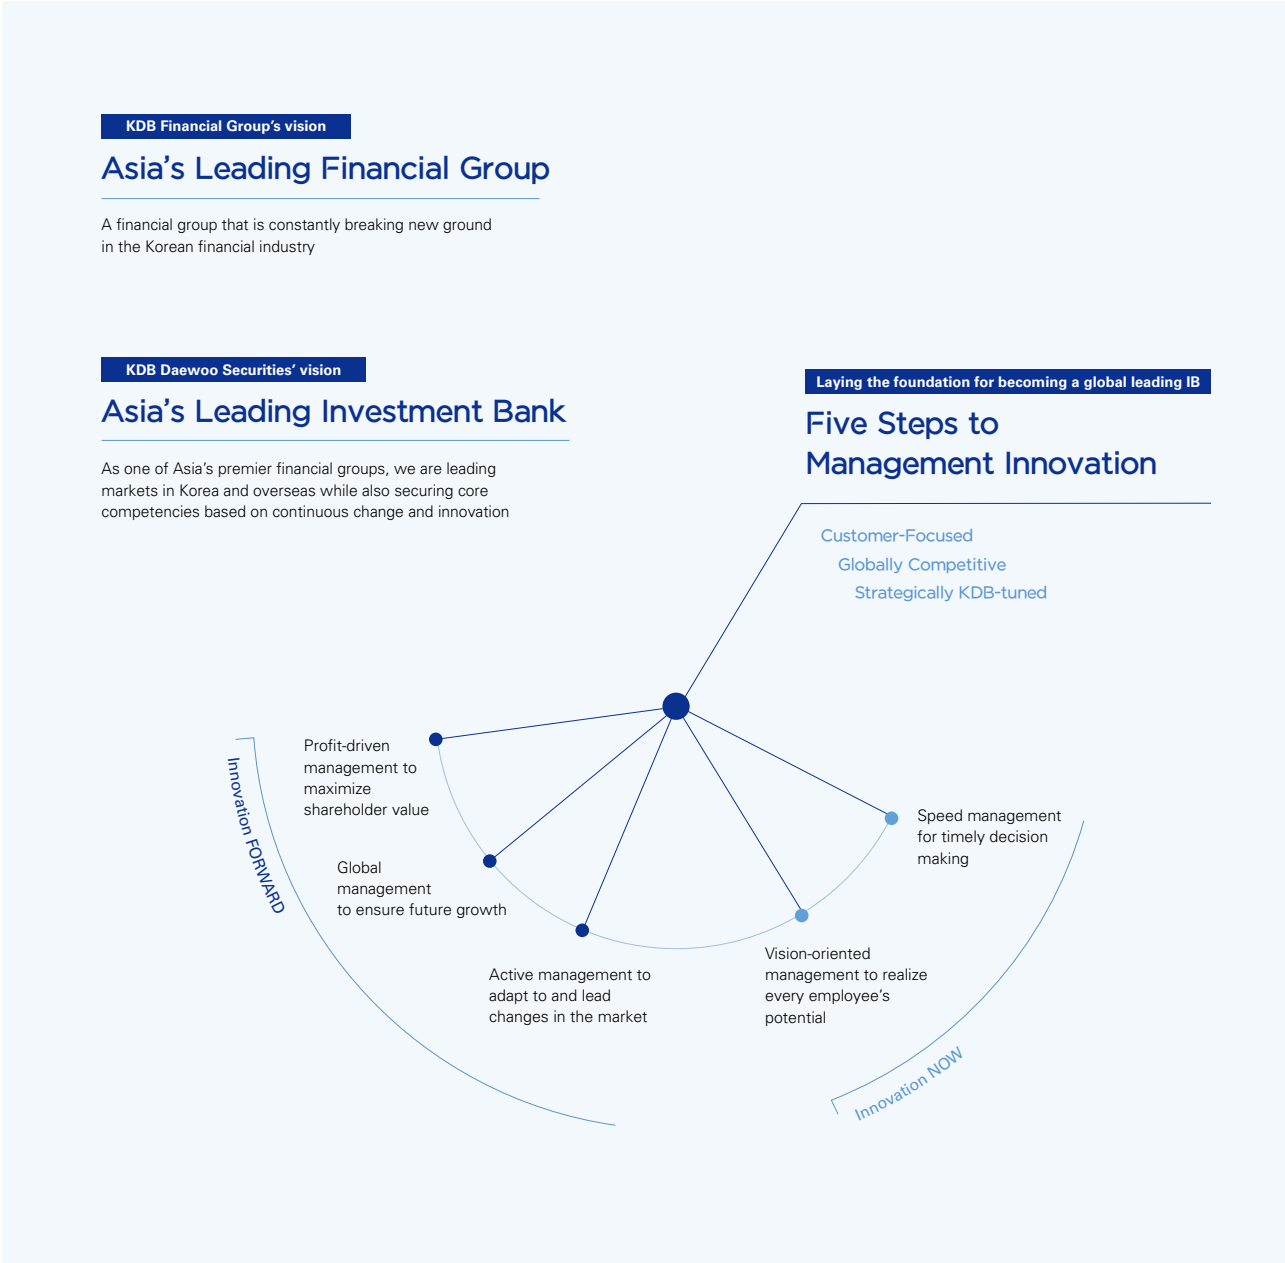 KDB Financial Group's vision
Asia's Leading Financial Group
A financial group that is constantly breaking new ground
in the Korean financial industry
KDB Daewoo Securities' vision
Asia's Leading Investment Bank
As one of Asia's premier financial groups, we are leading
markets in Korea and overseas while also securing core
competencies based on continuous change and innovation
Laying the foundation for becoming a global leading IB
Five Steps to
Management Innovation
Customer-Focused
Globally Competitive
Strategically KDB-tuned
Innovation FORWARD
Profit-driven
management to
maximize
shareholder value
Global
management
to ensure future growth
Active management to
adapt to and lead
changes in the market
Vision-oriented
management to realize
every employee's
potential
Speed management
for timely decision
making
Innovation NOW